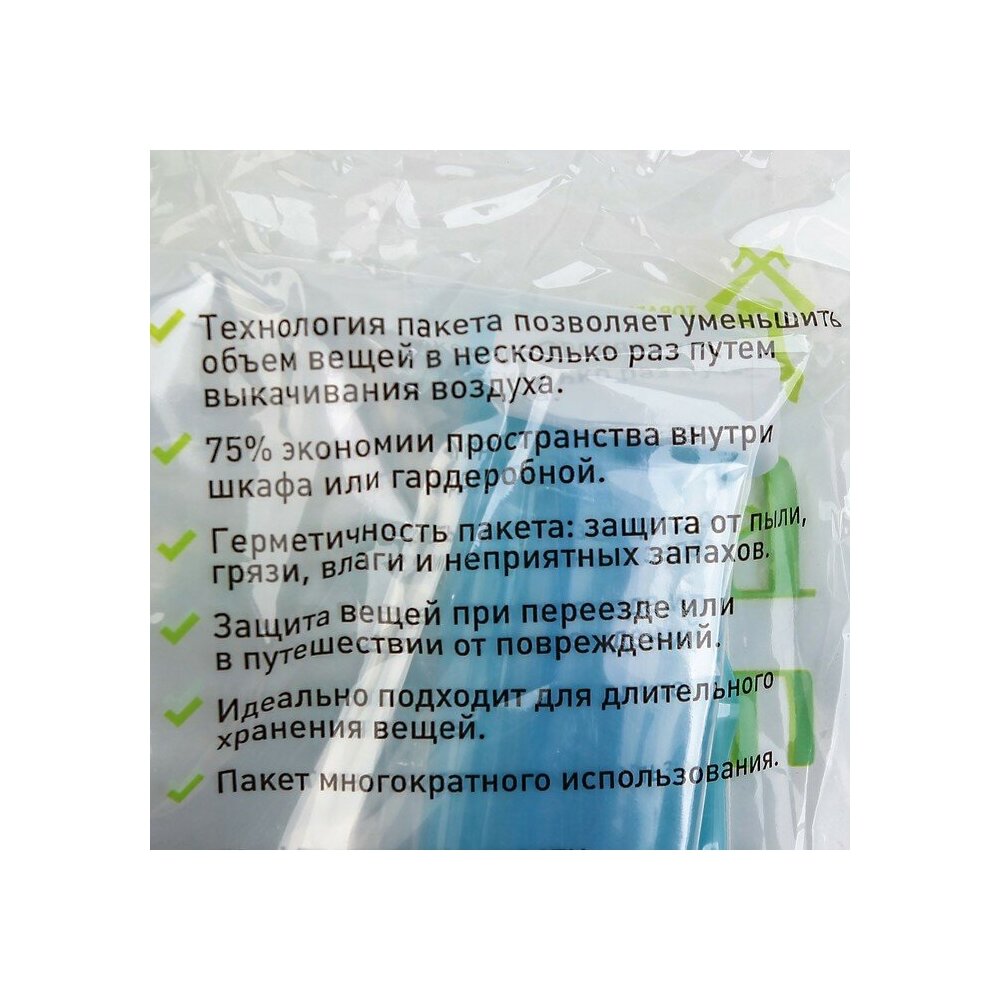 Технология пакета позволяет уменьшить
объем вещей в несколько раз путем
выкачивания воздуха.
75% экономии пространства внутри
шкафа или гардеробной.
Герметичность пакета: защита от пыли,
грязи, влаги и неприятных запахов.
Защита вещей при переезде или
в путешествии от повреждений.
Идеально подходит для длительного
хранения вещей.
Пакет многократного использования.